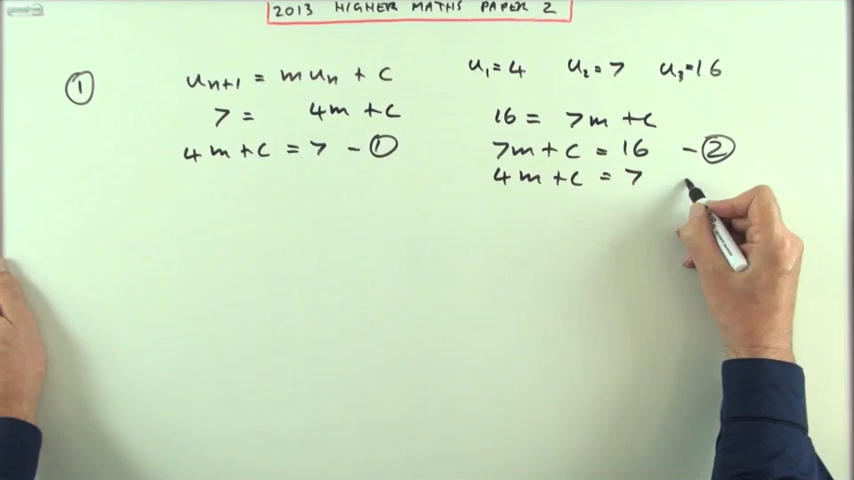 2013 HIGHER MATHS PAPER 2
① uₙ₊₁ = muₙ + c
7 = 4m + c
4m + c = 7 - ①
u₁ = 4 u₂ = 7 u₃ = 16
16 = 7m + c
7m + c = 16 - ②
4m + c = 7